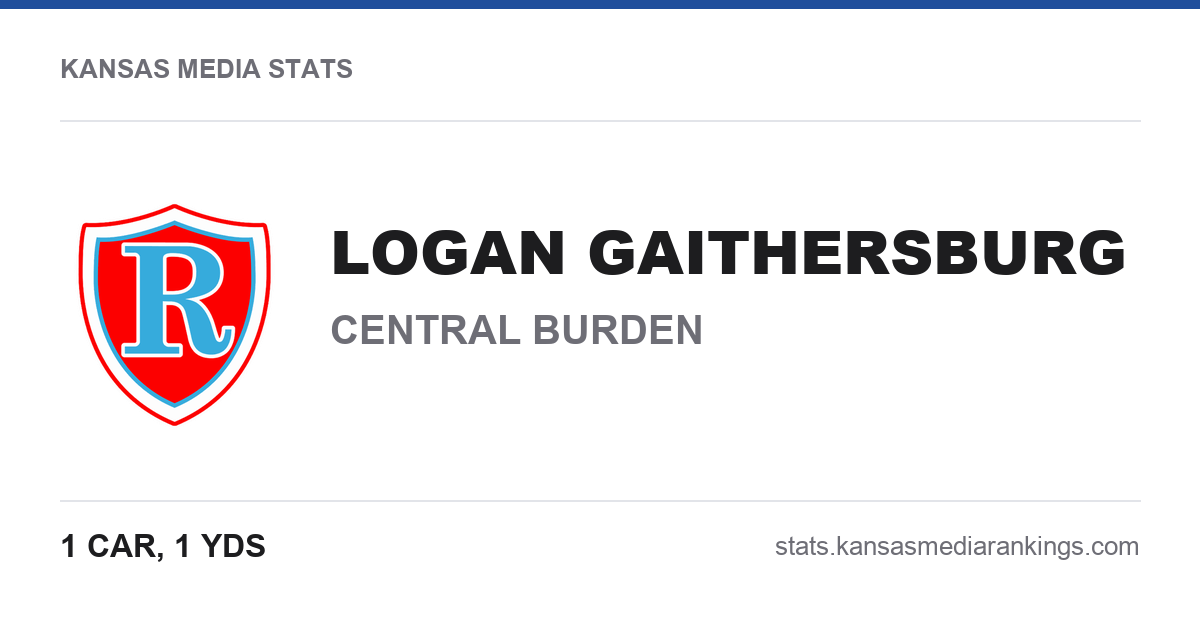 KANSAS MEDIA STATS
R
LOGAN GAITHERSBURG
CENTRAL BURDEN
1 CAR, 1 YDS
stats.kansasmediarankings.com